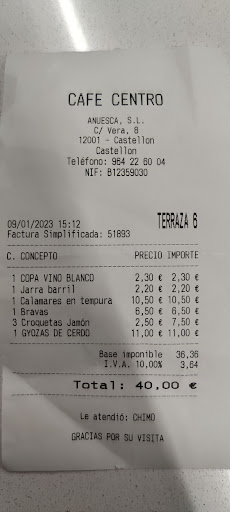 CAFE CENTRO
ANUESCA, S.L.
C/ Vera, 8
12001 - Castellon
Castellon
Teléfono: 964 22 60 04
NIF: B12359030
09/01/2023 15:12 TERRAZA 6
Factura Simplificada: 51893
C. CONCEPTO PRECIO IMPORTE
1 COPA VINO BLANCO 2,30 € 2,30 €
1 Jarra barril 2,20 € 2,20 €
1 Calamares en tempura 10,50 € 10,50 €
1 Bravas 6,50 € 6,50 €
3 Croquetas Jamón 2,50 € 7,50 €
1 GYOZAS DE CERDO 11,00 € 11,00 €
Base imponible 36,36
I.V.A. 10,00% 3,64
Total: 40,00 €
Le atendió: CHIMO
GRACIAS POR SU VISITA